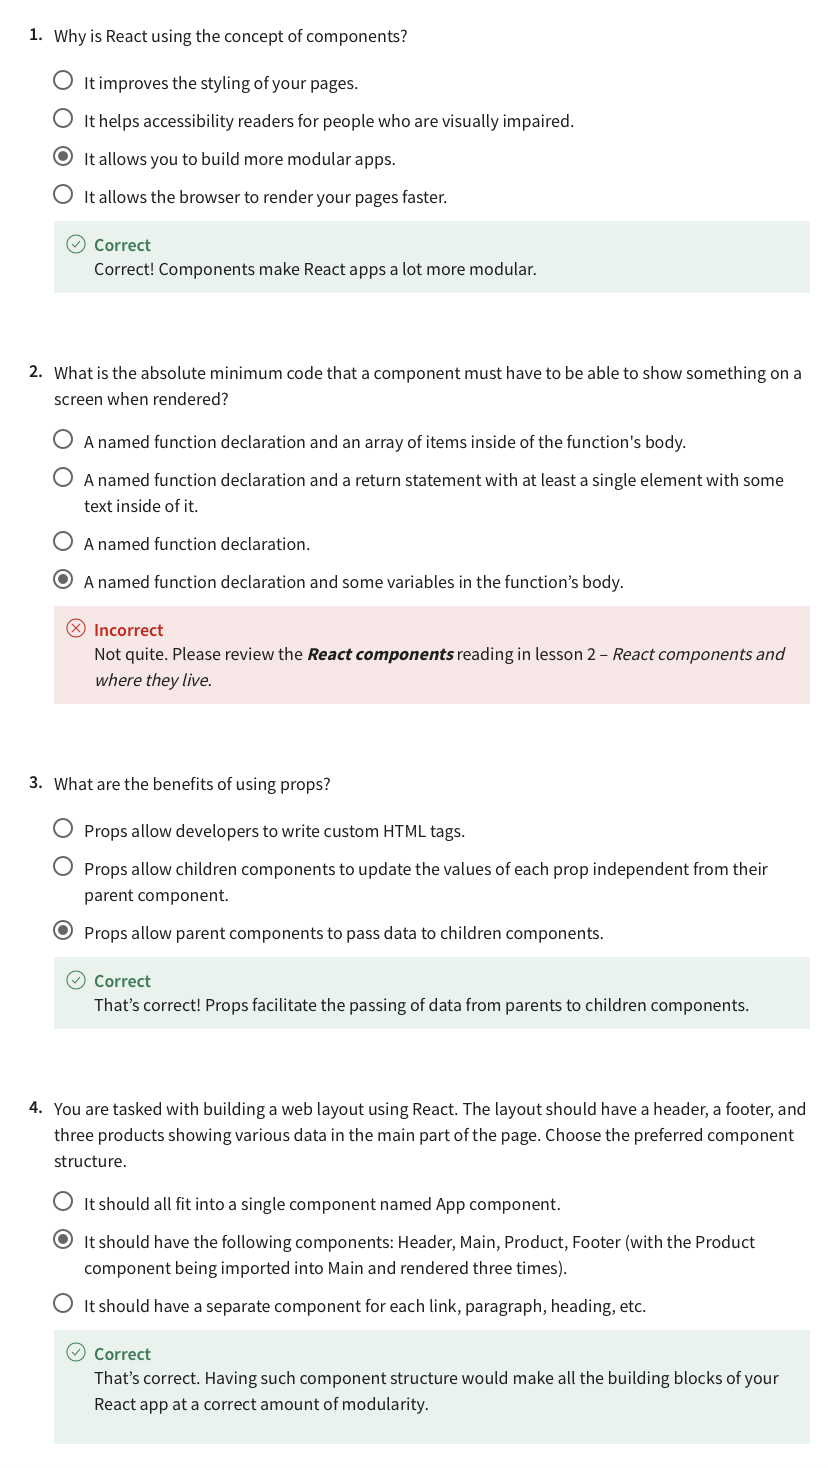 1. Why is React using the concept of components?
It improves the styling of your pages.
It helps accessibility readers for people who are visually impaired.
It allows you to build more modular apps.
It allows the browser to render your pages faster.
Correct
Correct! Components make React apps a lot more modular.
2. What is the absolute minimum code that a component must have to be able to show something on a
screen when rendered?
A named function declaration and an array of items inside of the function's body.
A named function declaration and a return statement with at least a single element with some
text inside of it.
A named function declaration.
A named function declaration and some variables in the function’s body.
Incorrect
Not quite. Please review the React components reading in lesson 2 – React components and
where they live.
3. What are the benefits of using props?
Props allow developers to write custom HTML tags.
Props allow children components to update the values of each prop independent from their
parent component.
Props allow parent components to pass data to children components.
Correct
That’s correct! Props facilitate the passing of data from parents to children components.
4. You are tasked with building a web layout using React. The layout should have a header, a footer, and
three products showing various data in the main part of the page. Choose the preferred component
structure.
It should all fit into a single component named App component.
It should have the following components: Header, Main, Product, Footer (with the Product
component being imported into Main and rendered three times).
It should have a separate component for each link, paragraph, heading, etc.
Correct
That’s correct. Having such component structure would make all the building blocks of your
React app at a correct amount of modularity.